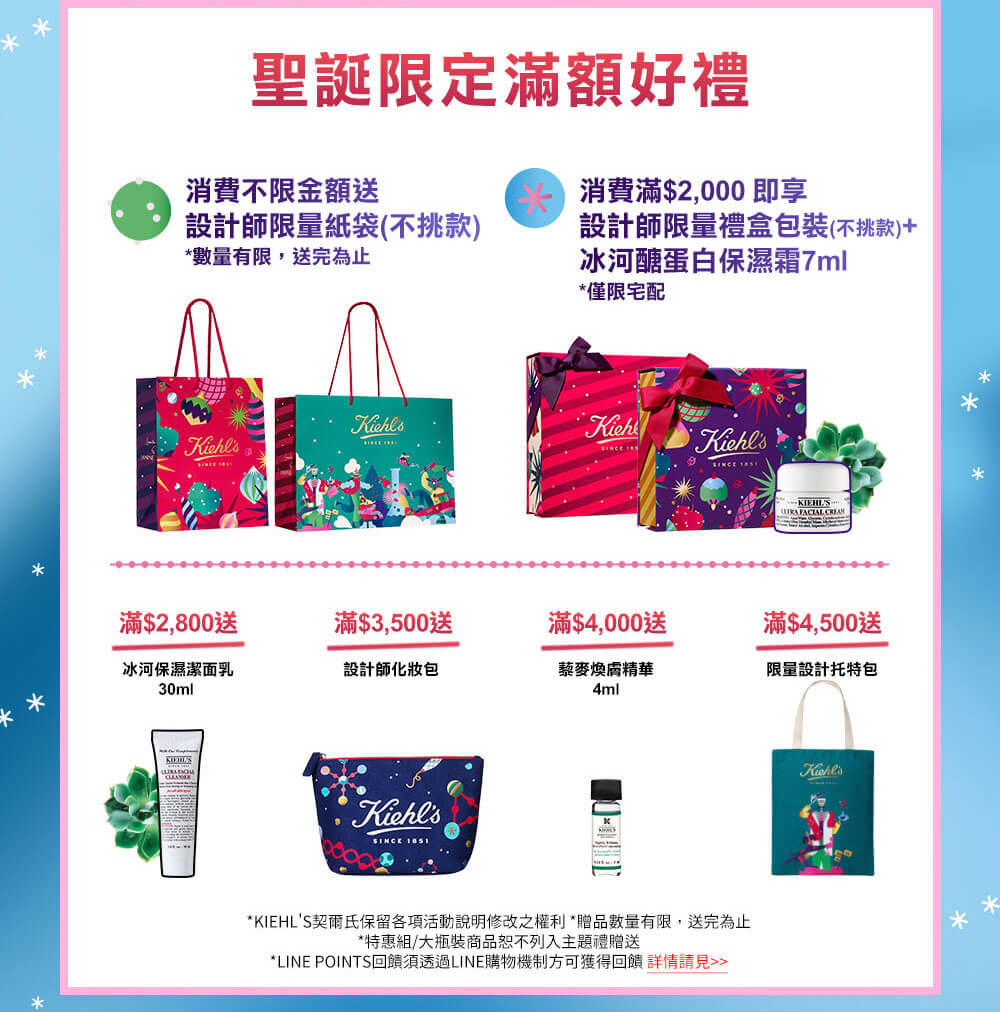 聖誕限定滿額好禮
消費不限金額送
設計師限量紙袋(不挑款)
*數量有限，送完為止
消費滿$2,000 即享
設計師限量禮盒包裝(不挑款)+
冰河醣蛋白保濕霜7ml
*僅限宅配
Kiehl's
SINCE 1851
Kiehl's
SINCE 1851
Kiehl's
SINCE 185
Kiehl's
SINCE 1851
KIEHL'S
ULTRA FACIAL CREAM
滿$2,800送
冰河保濕潔面乳
30ml
滿$3,500送
設計師化妝包
滿$4,000送
藜麥煥膚精華
4ml
滿$4,500送
限量設計托特包
KIEHL'S
ULTRA FACIAL
CLEANSER
Kiehl's
SINCE 1851
KIEHL'S
Kiehl's
*KIEHL'S契爾氏保留各項活動說明修改之權利 *贈品數量有限，送完為止
*特惠組/大瓶裝商品恕不列入主題禮贈送
*LINE POINTS回饋須透過LINE購物機制方可獲得回饋 詳情請見>>